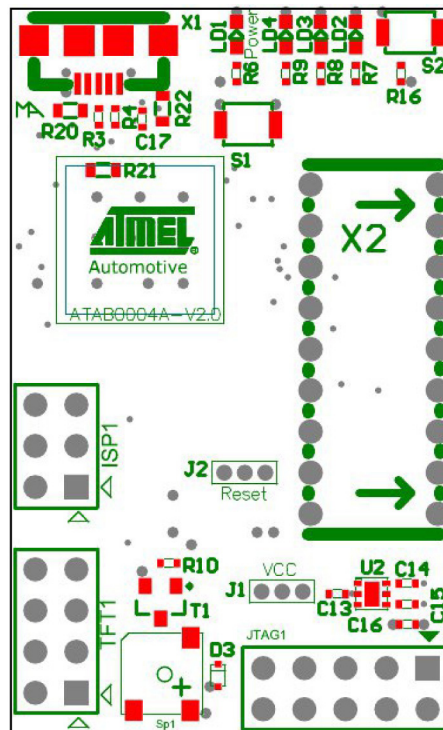 X1
LD1
Power
LD4
LD3
LD2
S2
R6
R9
R8
R7
R16
R20
R3
R4
C17
R22
S1
R21
ATMEL®
Automotive
ATAB0004A-V2.0
X2
ISP1
J2
Reset
R10
VCC
U2
C14
J1
T1
C13
C15
C16
TFT1
D3
JTAG1
Sp1